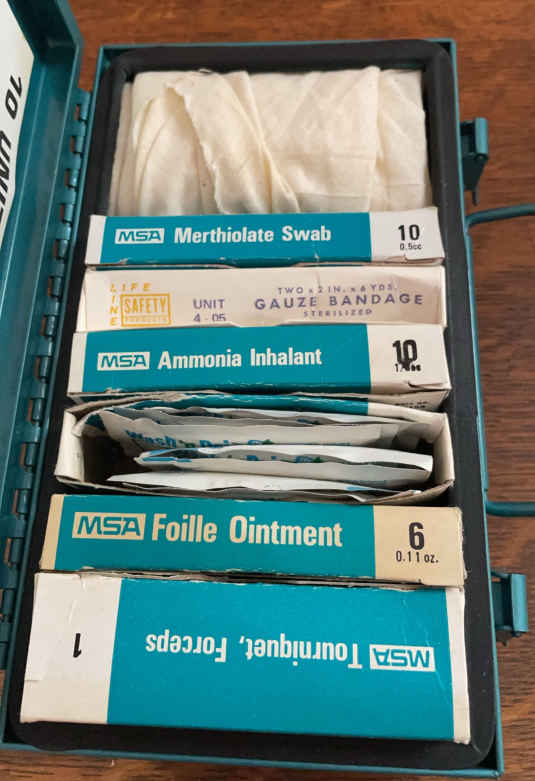 10 UNIT
MSA Merthiolate Swab
10
0.5cc
LIFE
LINE
SAFETY
PRODUCTS
UNIT
4-05
TWO x 2 IN. x 6 YDS.
GAUZE BANDAGE
STERILIZED
MSA Ammonia Inhalant
10
Wash'n Dri
MSA Foille Ointment
6
0.11 oz.
MSA Tourniquet, Forceps
1